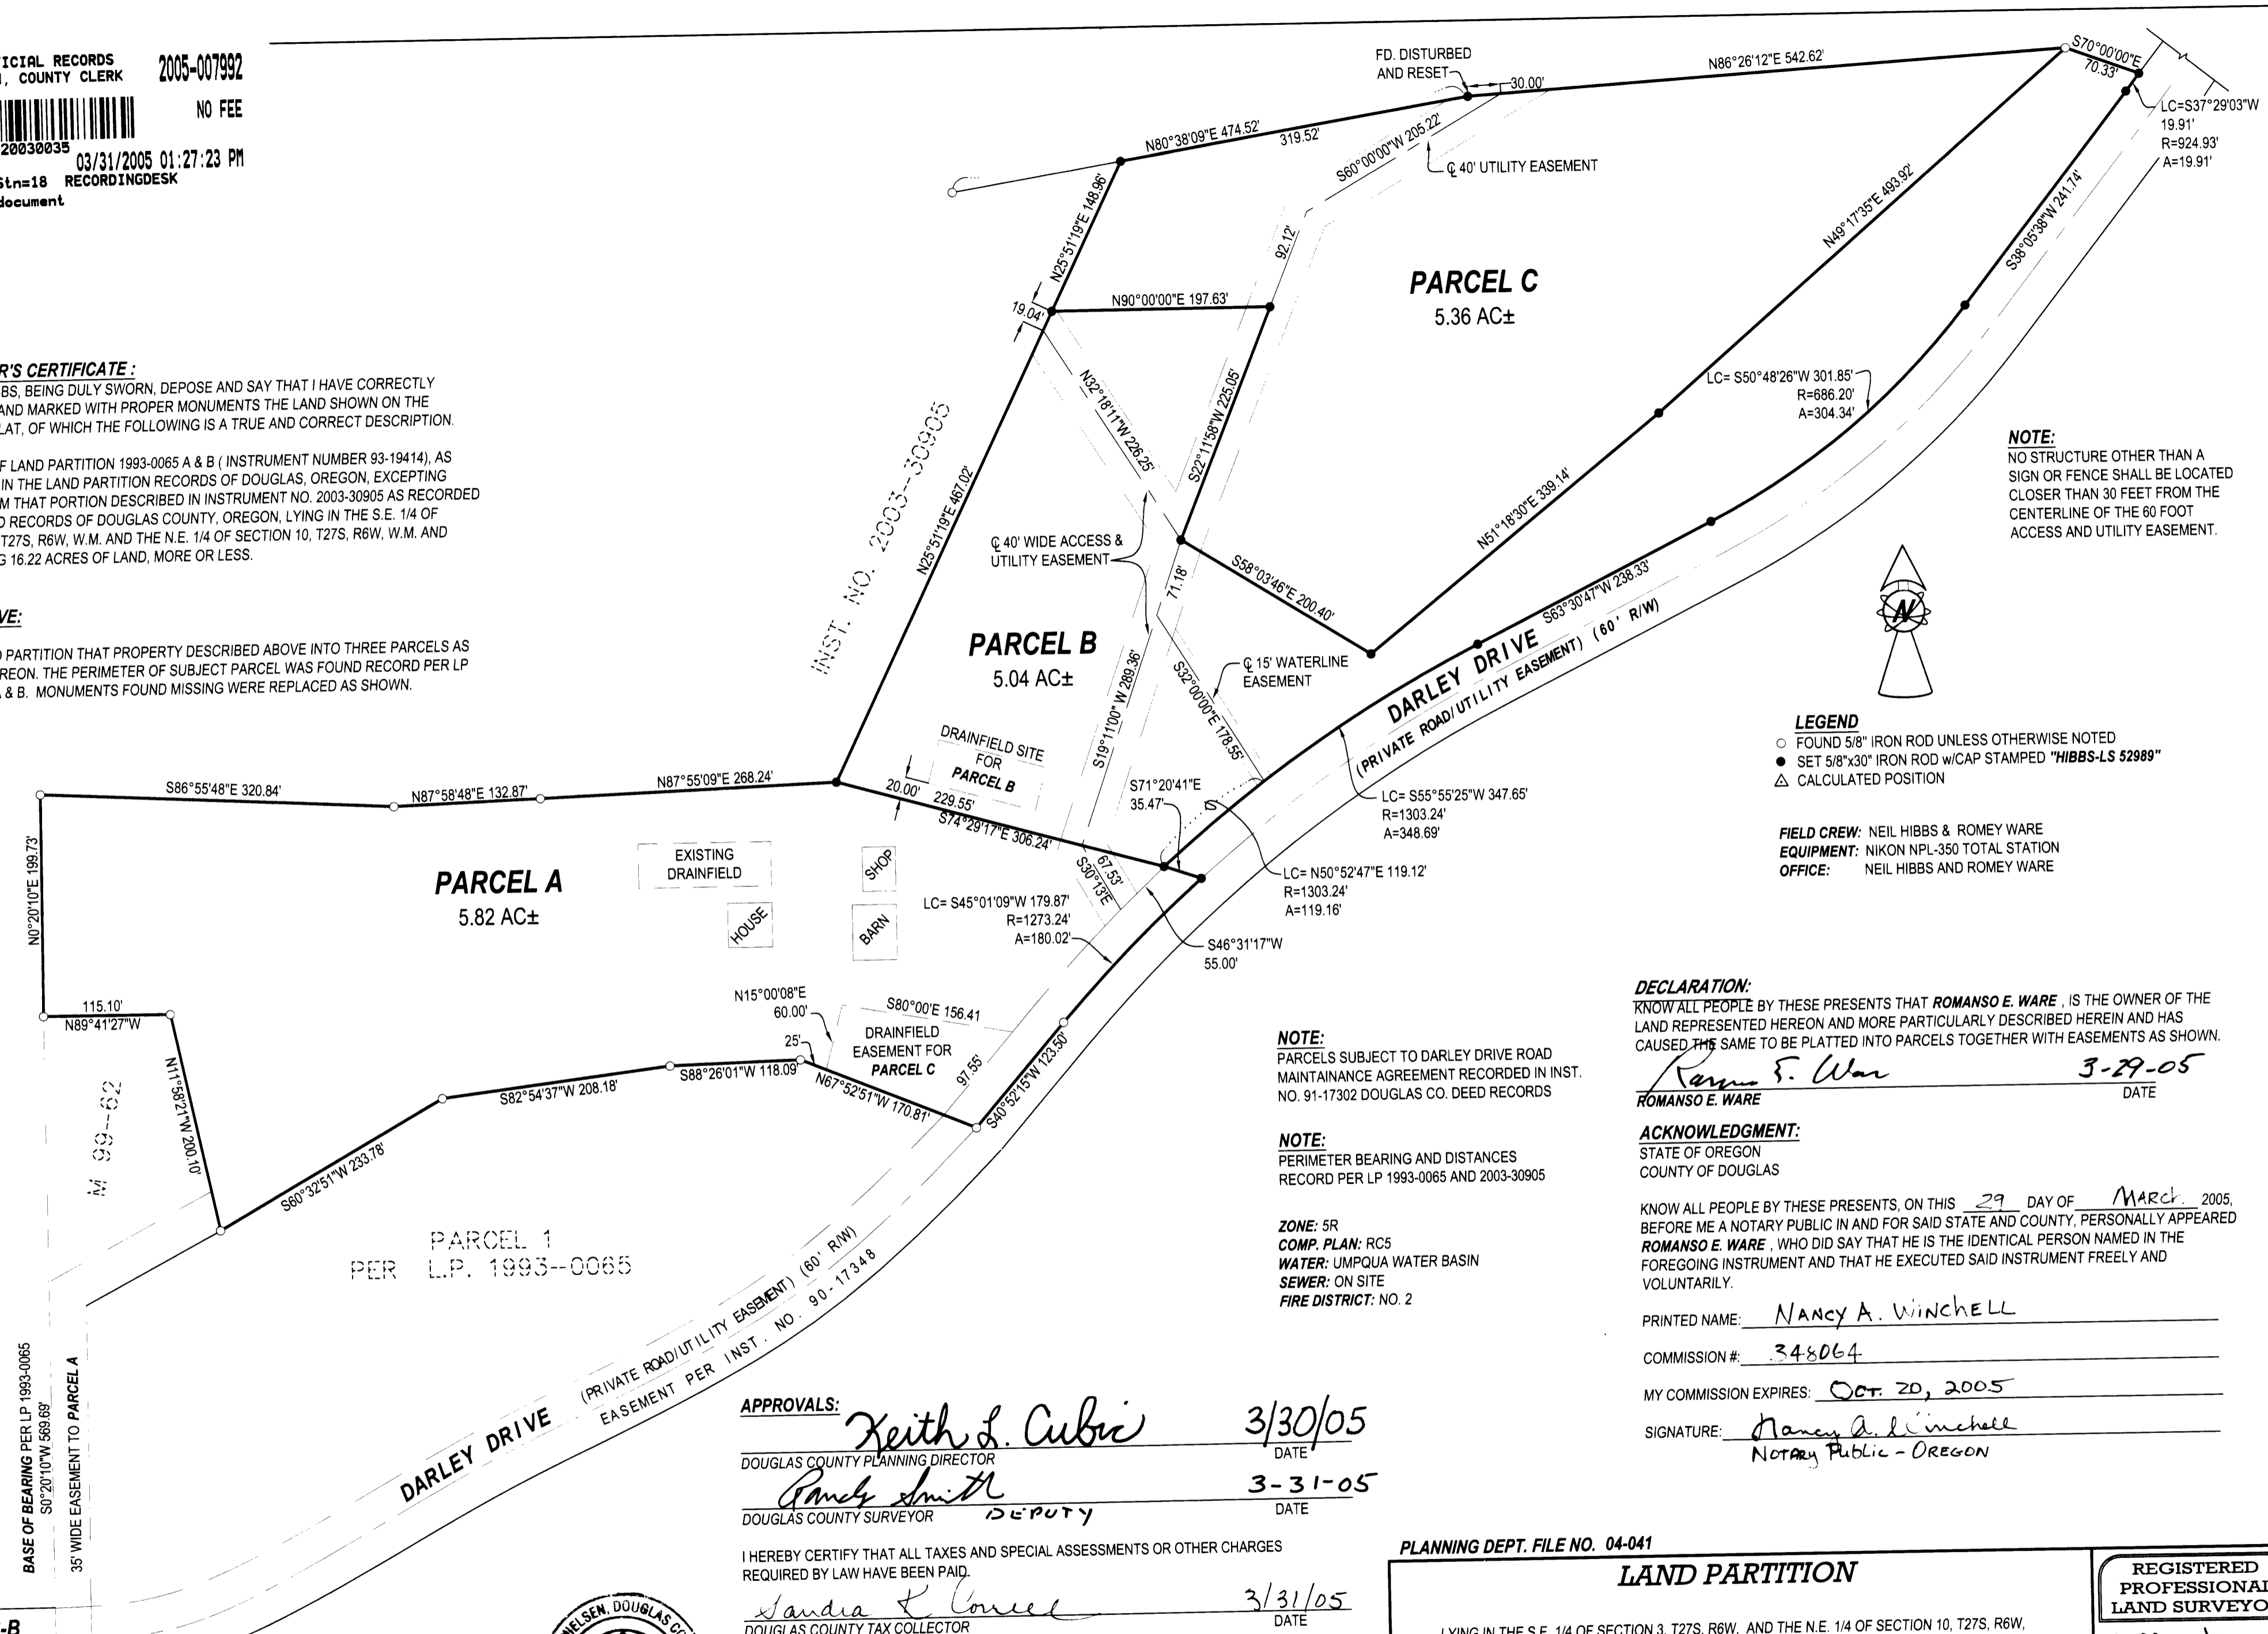 FICIAL RECORDS
, COUNTY CLERK
2005-007992
NO FEE
20030035
03/31/2005 01:27:23 PM
Stn=18 RECORDINGDESK
document
R'S CERTIFICATE :
BS, BEING DULY SWORN, DEPOSE AND SAY THAT I HAVE CORRECTLY
AND MARKED WITH PROPER MONUMENTS THE LAND SHOWN ON THE
LAT, OF WHICH THE FOLLOWING IS A TRUE AND CORRECT DESCRIPTION.
F LAND PARTITION 1993-0065 A & B ( INSTRUMENT NUMBER 93-19414), AS
IN THE LAND PARTITION RECORDS OF DOUGLAS, OREGON, EXCEPTING
M THAT PORTION DESCRIBED IN INSTRUMENT NO. 2003-30905 AS RECORDED
D RECORDS OF DOUGLAS COUNTY, OREGON, LYING IN THE S.E. 1/4 OF
T27S, R6W, W.M. AND THE N.E. 1/4 OF SECTION 10, T27S, R6W, W.M. AND
G 16.22 ACRES OF LAND, MORE OR LESS.
VE:
D PARTITION THAT PROPERTY DESCRIBED ABOVE INTO THREE PARCELS AS
REON. THE PERIMETER OF SUBJECT PARCEL WAS FOUND RECORD PER LP
A & B. MONUMENTS FOUND MISSING WERE REPLACED AS SHOWN.
FD. DISTURBED
AND RESET
30.00'
N86°26'12"E 542.62'
S70°00'00"E
70.33'
LC=S37°29'03"W
19.91'
R=924.93'
A=19.91'
N80°38'09"E 474.52'
319.52'
S60°00'00"W 205.22'
℄ 40' UTILITY EASEMENT
N25°51'19"E 148.96'
92.12'
N49°17'35"E 493.92'
S38°05'38"W 241.74'
PARCEL C
5.36 AC±
19.04'
N90°00'00"E 197.63'
N32°18'11"W 226.25'
S22°11'58"W 225.05'
LC= S50°48'26"W 301.85'
R=686.20'
A=304.34'
NOTE:
NO STRUCTURE OTHER THAN A
SIGN OR FENCE SHALL BE LOCATED
CLOSER THAN 30 FEET FROM THE
CENTERLINE OF THE 60 FOOT
ACCESS AND UTILITY EASEMENT.
INST. NO. 2003--30905
N25°51'19"E 467.02'
℄ 40' WIDE ACCESS &
UTILITY EASEMENT
71.18'
S58°03'46"E 200.40'
N51°18'30"E 339.14'
S63°30'47"W 238.33'
PARCEL B
5.04 AC±
S19°11'00" W 289.36'
℄ 15' WATERLINE
EASEMENT
S32°00'00"E 178.55'
DARLEY DRIVE
(PRIVATE ROAD/UTILITY EASEMENT) (60' R/W)
N
LEGEND
FOUND 5/8" IRON ROD UNLESS OTHERWISE NOTED
SET 5/8"x30" IRON ROD w/CAP STAMPED "HIBBS-LS 52989"
CALCULATED POSITION
FIELD CREW: NEIL HIBBS & ROMEY WARE
EQUIPMENT: NIKON NPL-350 TOTAL STATION
OFFICE: NEIL HIBBS AND ROMEY WARE
DRAINFIELD SITE
FOR
PARCEL B
S86°55'48"E 320.84'
N87°58'48"E 132.87'
N87°55'09"E 268.24'
20.00'
229.55'
S74°29'17"E 306.24'
S71°20'41"E
35.47'
LC= S55°55'25"W 347.65'
R=1303.24'
A=348.69'
N0°20'10"E 199.73'
PARCEL A
5.82 AC±
EXISTING
DRAINFIELD
SHOP
HOUSE
BARN
67.53'
S30°13'E
LC= S45°01'09"W 179.87'
R=1273.24'
A=180.02'
LC= N50°52'47"E 119.12'
R=1303.24'
A=119.16'
S46°31'17"W
55.00'
115.10'
N89°41'27"W
N15°00'08"E
60.00'
25'
S80°00'E 156.41
DRAINFIELD
EASEMENT FOR
PARCEL C
97.55'
N11°58'21"W 200.10'
S82°54'37"W 208.18'
S88°26'01"W 118.09'
N67°52'51"W 170.81'
S40°52'15"W 123.50'
S60°32'51"W 233.78'
M 99-62
PARCEL 1
PER L.P. 1993--0065
DARLEY DRIVE
(PRIVATE ROAD/UTILITY EASEMENT) (60' R/W)
EASEMENT PER INST. NO. 90-17348
BASE OF BEARING PER LP 1993-0065
S0°20'10"W 569.69'
35' WIDE EASEMENT TO PARCEL A
-B
NOTE:
PARCELS SUBJECT TO DARLEY DRIVE ROAD
MAINTAINANCE AGREEMENT RECORDED IN INST.
NO. 91-17302 DOUGLAS CO. DEED RECORDS
NOTE:
PERIMETER BEARING AND DISTANCES
RECORD PER LP 1993-0065 AND 2003-30905
ZONE: 5R
COMP. PLAN: RC5
WATER: UMPQUA WATER BASIN
SEWER: ON SITE
FIRE DISTRICT: NO. 2
DECLARATION:
KNOW ALL PEOPLE BY THESE PRESENTS THAT ROMANSO E. WARE , IS THE OWNER OF THE
LAND REPRESENTED HEREON AND MORE PARTICULARLY DESCRIBED HEREIN AND HAS
CAUSED THE SAME TO BE PLATTED INTO PARCELS TOGETHER WITH EASEMENTS AS SHOWN.
3-29-05
ROMANSO E. WARE
DATE
ACKNOWLEDGMENT:
STATE OF OREGON
COUNTY OF DOUGLAS
KNOW ALL PEOPLE BY THESE PRESENTS, ON THIS 29 DAY OF MARCH. 2005,
BEFORE ME A NOTARY PUBLIC IN AND FOR SAID STATE AND COUNTY, PERSONALLY APPEARED
ROMANSO E. WARE , WHO DID SAY THAT HE IS THE IDENTICAL PERSON NAMED IN THE
FOREGOING INSTRUMENT AND THAT HE EXECUTED SAID INSTRUMENT FREELY AND
VOLUNTARILY.
PRINTED NAME: NANCY A. WINCHELL
COMMISSION #: 348064
MY COMMISSION EXPIRES: OCT. 20, 2005
SIGNATURE: Nancy A. Winchell
NOTARY PUBLIC - OREGON
APPROVALS:
Keith L. Cubic 3/30/05
DOUGLAS COUNTY PLANNING DIRECTOR
DATE
Randy Smith 3-31-05
DOUGLAS COUNTY SURVEYOR DEPUTY
DATE
I HEREBY CERTIFY THAT ALL TAXES AND SPECIAL ASSESSMENTS OR OTHER CHARGES
REQUIRED BY LAW HAVE BEEN PAID.
Sandra K 3/31/05
DOUGLAS COUNTY TAX COLLECTOR
DATE
IELSEN, DOUGLAS CO
PLANNING DEPT. FILE NO. 04-041
LAND PARTITION
LYING IN THE S.E. 1/4 OF SECTION 3, T27S, R6W, AND THE N.E. 1/4 OF SECTION 10, T27S, R6W,
REGISTERED
PROFESSIONAL
LAND SURVEYO